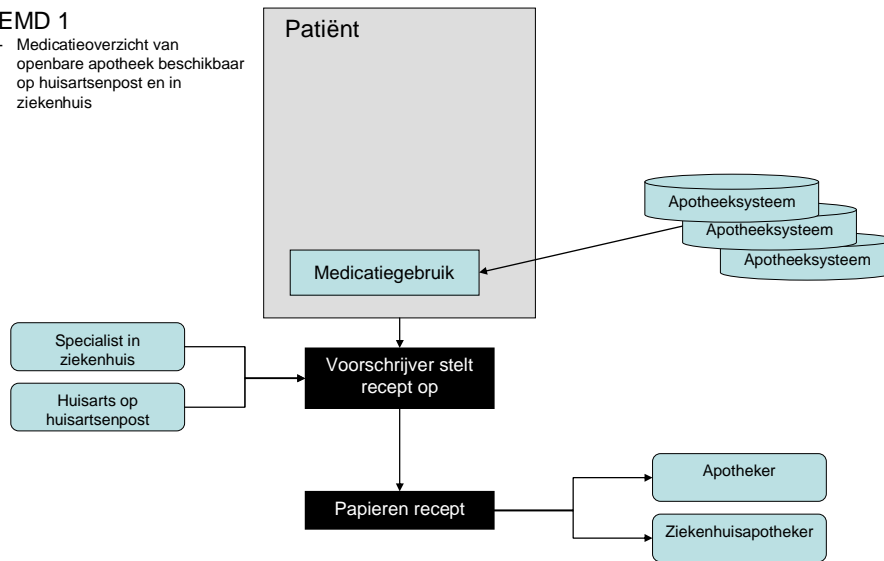 EMD 1
- Medicatieoverzicht van
openbare apotheek beschikbaar
op huisartsenpost en in
ziekenhuis
Patiënt
Apotheeksysteem
Apotheeksysteem
Apotheeksysteem
Medicatiegebruik
Specialist in
ziekenhuis
Huisarts op
huisartsenpost
Voorschrijver stelt
recept op
Papieren recept
Apotheker
Ziekenhuisapotheker